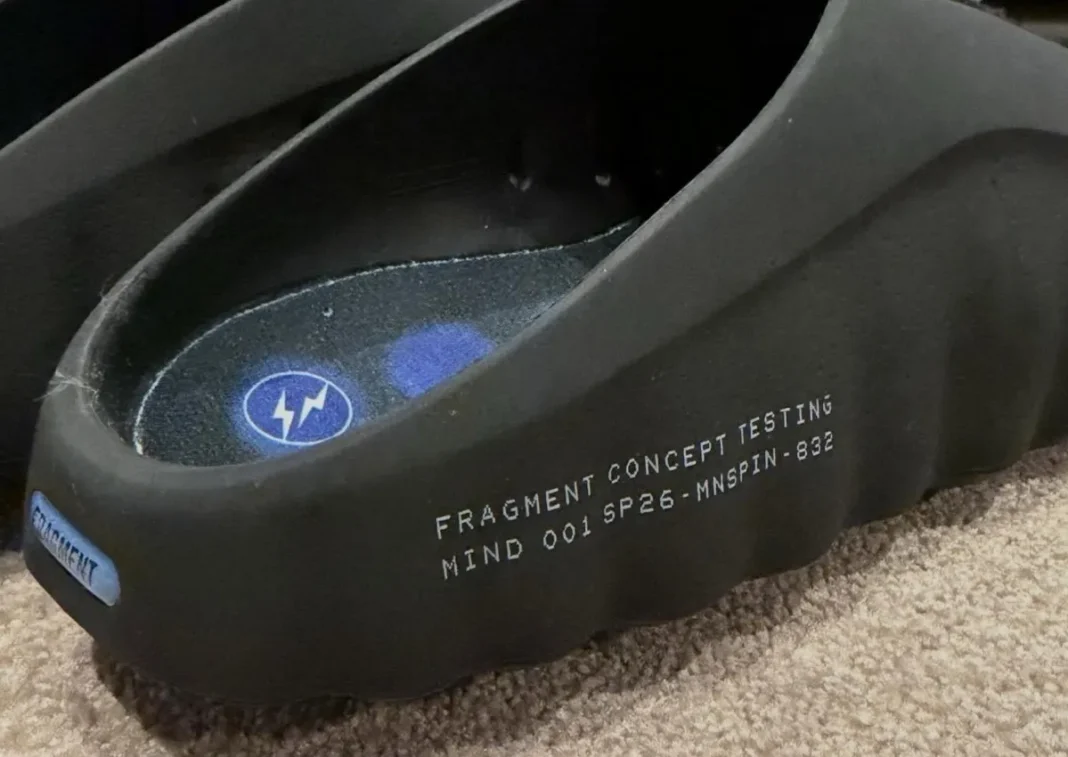 FRAGMENT CONCEPT TESTING
MIND 001 SP26-MNSPIN-832
FRAGMENT